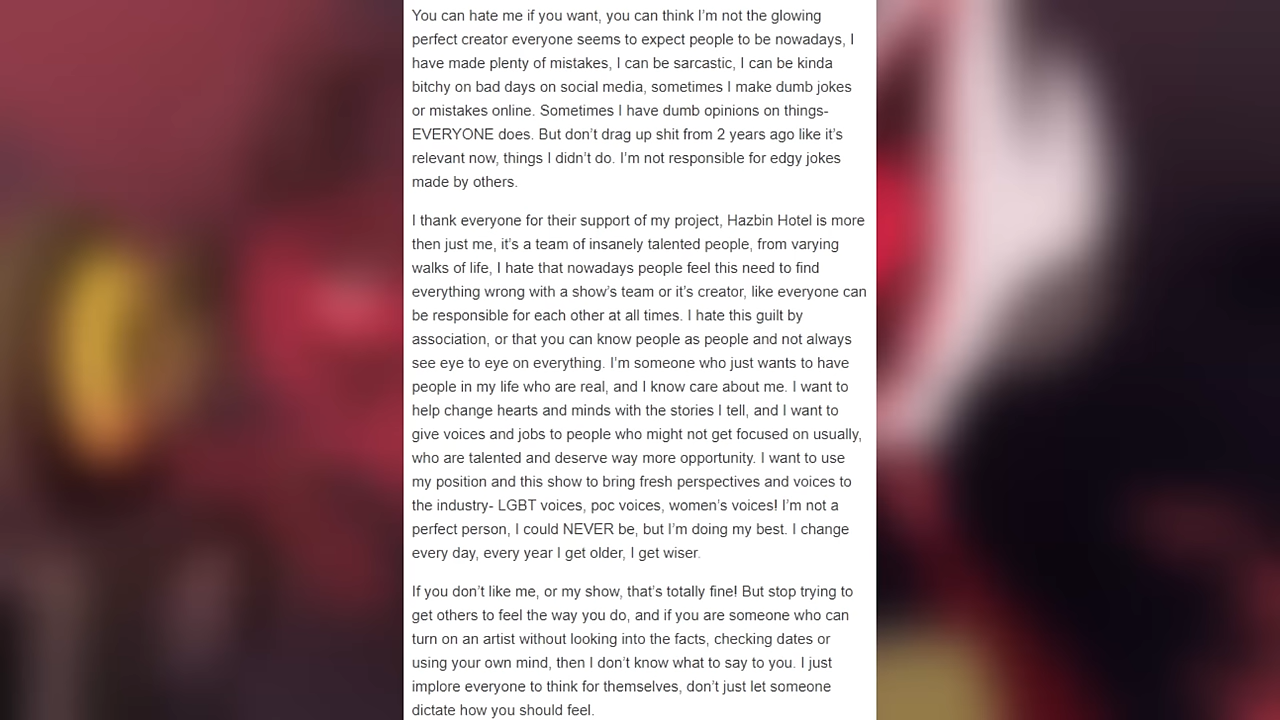 You can hate me if you want, you can think I'm not the glowing
perfect creator everyone seems to expect people to be nowadays, I
have made plenty of mistakes, I can be sarcastic, I can be kinda
bitchy on bad days on social media, sometimes I make dumb jokes
or mistakes online. Sometimes I have dumb opinions on things-
EVERYONE does. But don't drag up shit from 2 years ago like it's
relevant now, things I didn't do. I'm not responsible for edgy jokes
made by others.
I thank everyone for their support of my project, Hazbin Hotel is more
then just me, it's a team of insanely talented people, from varying
walks of life, I hate that nowadays people feel this need to find
everything wrong with a show's team or it's creator, like everyone can
be responsible for each other at all times. I hate this guilt by
association, or that you can know people as people and not always
see eye to eye on everything. I'm someone who just wants to have
people in my life who are real, and I know care about me. I want to
help change hearts and minds with the stories I tell, and I want to
give voices and jobs to people who might not get focused on usually,
who are talented and deserve way more opportunity. I want to use
my position and this show to bring fresh perspectives and voices to
the industry- LGBT voices, poc voices, women's voices! I'm not a
perfect person, I could NEVER be, but I'm doing my best. I change
every day, every year I get older, I get wiser.
If you don't like me, or my show, that's totally fine! But stop trying to
get others to feel the way you do, and if you are someone who can
turn on an artist without looking into the facts, checking dates or
using your own mind, then I don't know what to say to you. I just
implore everyone to think for themselves, don't just let someone
dictate how you should feel.